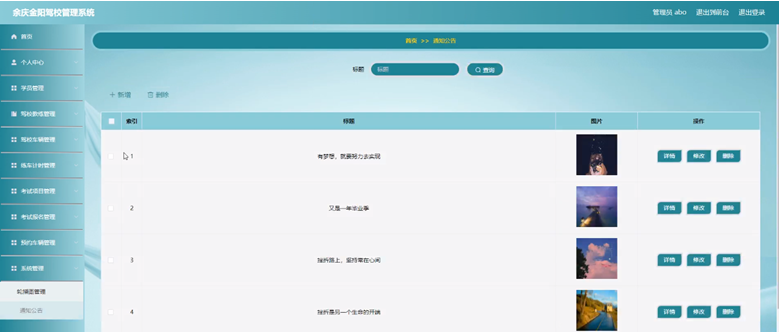 余庆金阳驾校管理系统
管理员 abo 退出到前台 退出登录
首页
个人中心
学员管理
驾校教练管理
驾校车辆管理
练车计时管理
考试项目管理
考试报名管理
预约车辆管理
系统管理
轮播图管理
通知公告
首页 >> 通知公告
标题 标题 查询
+ 新增 删除
索引 标题 图片 操作
1 有梦想，就要努力去实现 详情 修改 删除
2 又是一年毕业季 详情 修改 删除
3 挫折路上，坚持常在心间 详情 修改 删除
4 挫折是另一个生命的开端 详情 修改 删除